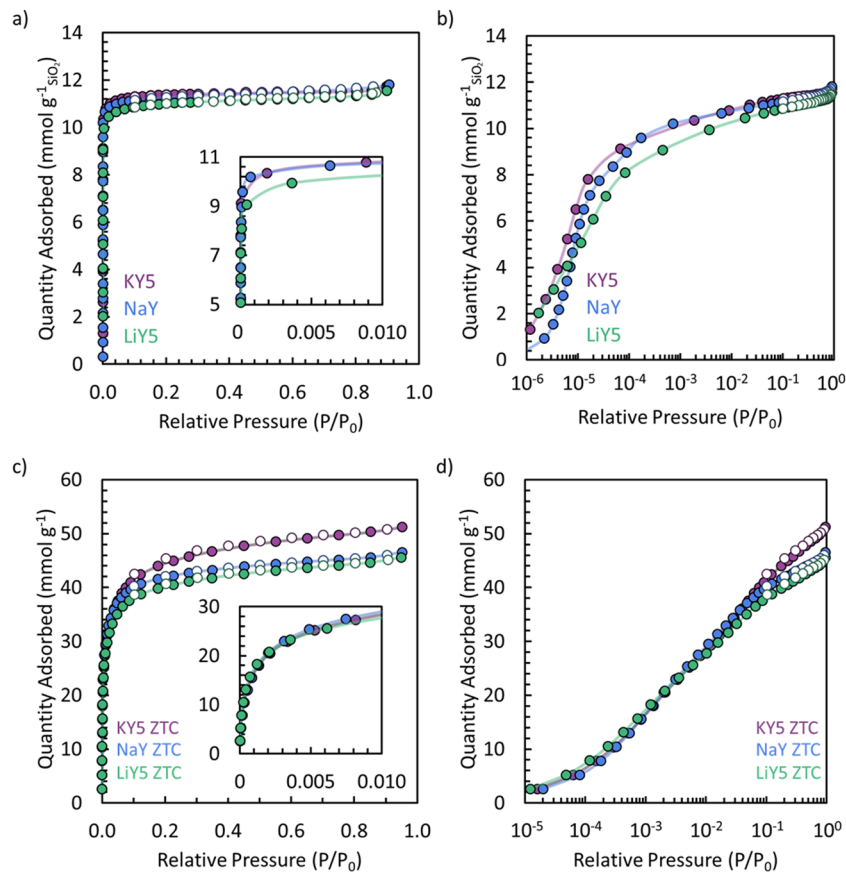 a)
b)
14
12
10
8
6
4
2
0
Quantity Adsorbed (mmol g⁻¹SiO₂)
11
9
7
5
0
0.005
0.010
KY5
NaY
LiY5
0.0
0.2
0.4
0.6
0.8
1.0
Relative Pressure (P/P₀)
14
12
10
8
6
4
2
0
Quantity Adsorbed (mmol g⁻¹SiO₂)
KY5
NaY
LiY5
10⁻⁶
10⁻⁵
10⁻⁴
10⁻³
10⁻²
10⁻¹
10⁰
Relative Pressure (P/P₀)
c)
d)
60
50
40
30
20
10
0
Quantity Adsorbed (mmol g⁻¹)
30
20
10
0
0
0.005
0.010
KY5 ZTC
NaY ZTC
LiY5 ZTC
0.0
0.2
0.4
0.6
0.8
1.0
Relative Pressure (P/P₀)
60
50
40
30
20
10
0
Quantity Adsorbed (mmol g⁻¹)
KY5 ZTC
NaY ZTC
LiY5 ZTC
10⁻⁵
10⁻⁴
10⁻³
10⁻²
10⁻¹
10⁰
Relative Pressure (P/P₀)